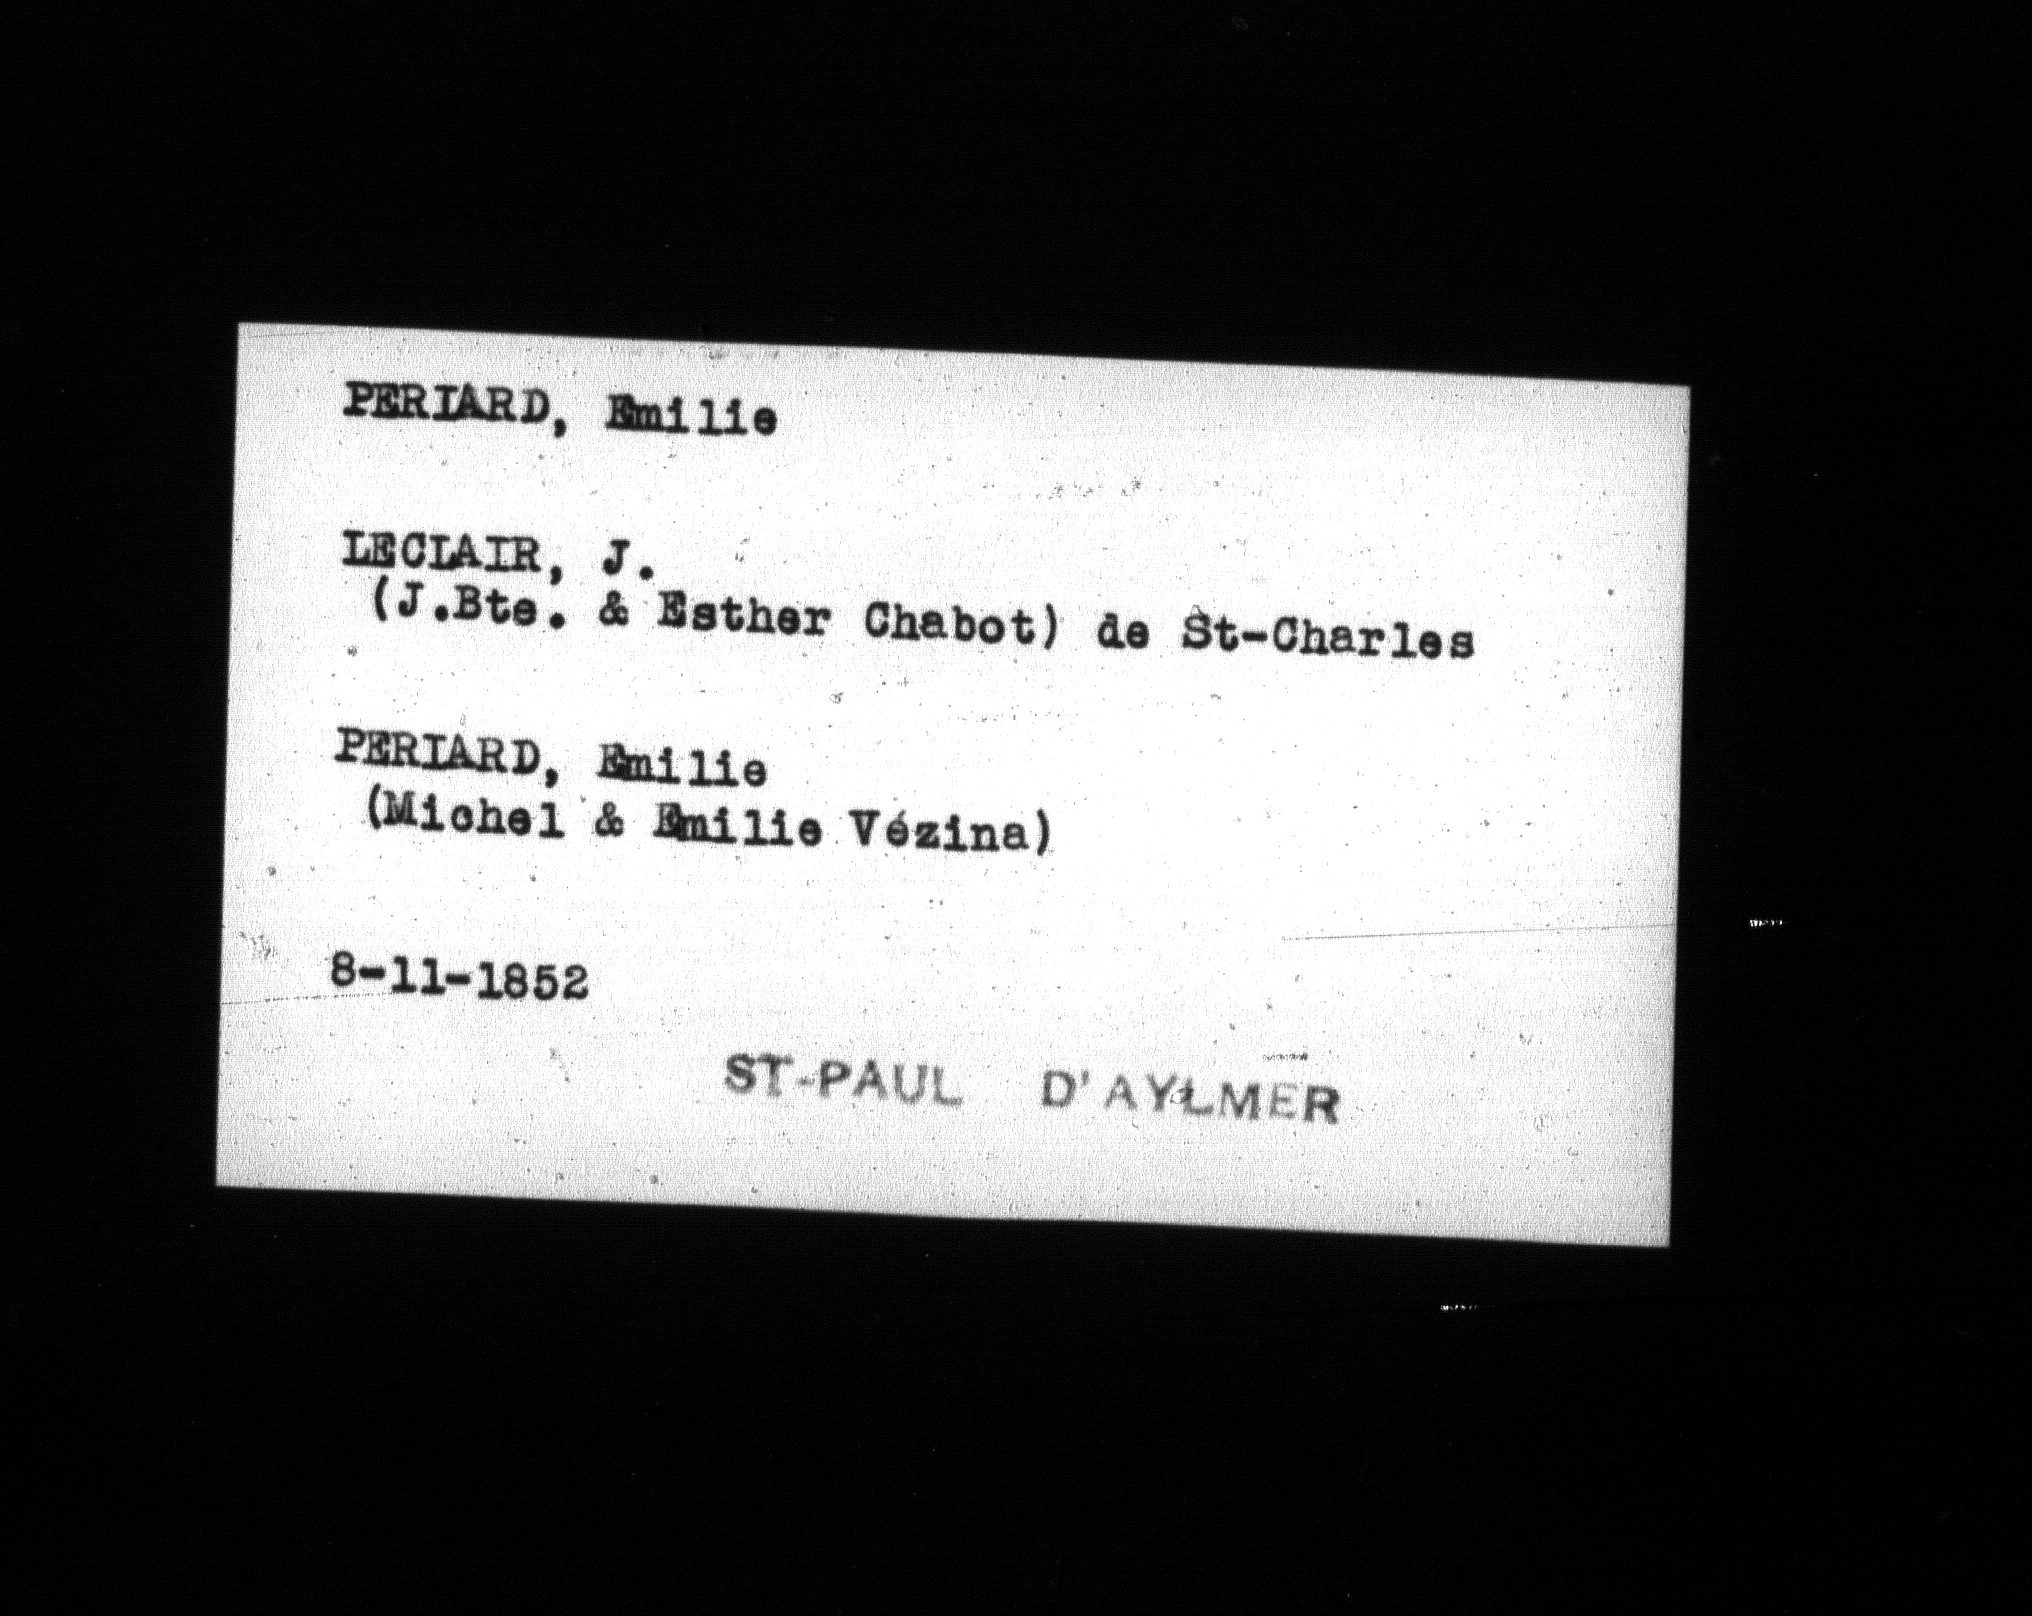 PERIARD, Emilie
LECLAIR, J.
(J.Bte. & Esther Chabot) de St-Charles
PERIARD, Emilie
(Michel & Emilie Vézina)
8-11-1852
ST-PAUL D'AYLMER